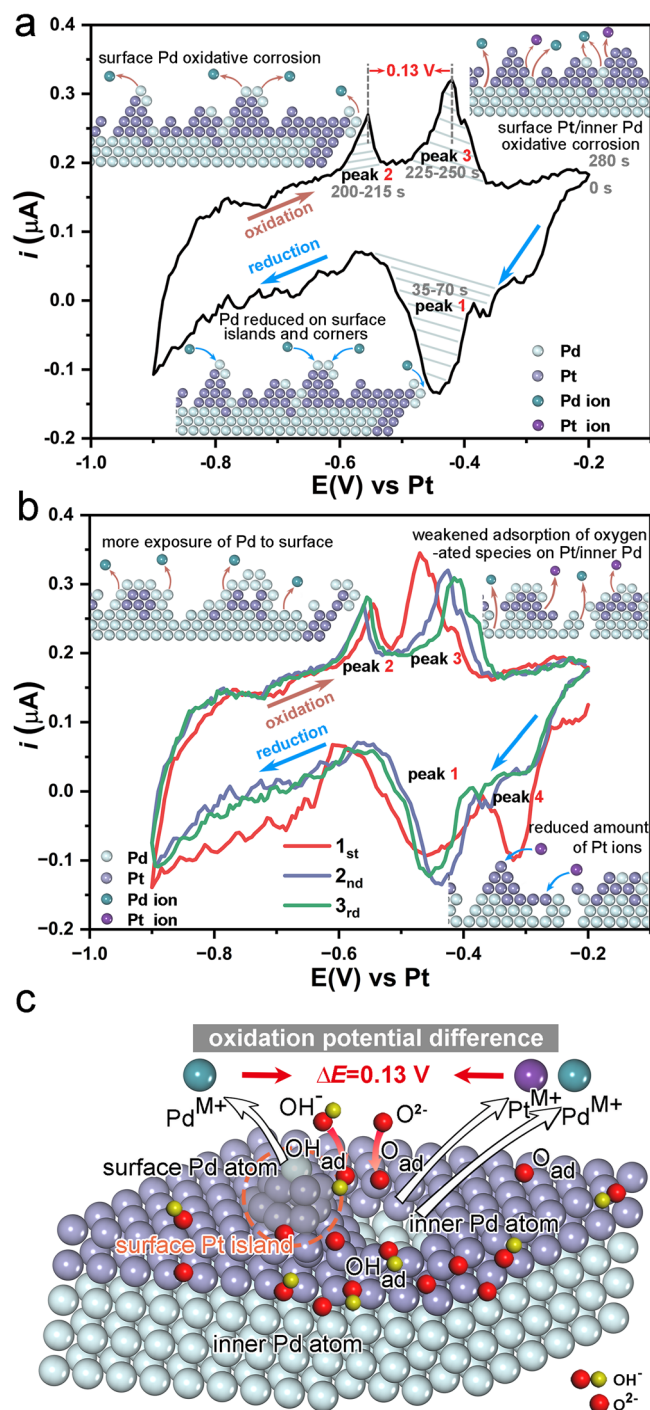 a
surface Pd oxidative corrosion
0.13 V
surface Pt/inner Pd
oxidative corrosion
280 s
0 s
peak 2
200-215 s
peak 3
225-250 s
oxidation
reduction
35-70 s
peak 1
Pd reduced on surface
islands and corners
Pd
Pt
Pd ion
Pt ion
0.4
0.3
0.2
0.1
0.0
-0.1
-0.2
i (μA)
-1.0
-0.8
-0.6
-0.4
-0.2
E(V) vs Pt
b
more exposure of Pd to surface
weakened adsorption of oxygen
-ated species on Pt/inner Pd
peak 2
peak 3
oxidation
reduction
peak 1
peak 4
reduced amount
of Pt ions
Pd
Pt
Pd ion
Pt ion
1st
2nd
3rd
0.4
0.3
0.2
0.1
0.0
−0.1
−0.2
i (μA)
−1.0
−0.8
−0.6
−0.4
−0.2
E(V) vs Pt
c
oxidation potential difference
ΔE=0.13 V
PdM+
OH-
O2-
PtM+
PdM+
surface Pd atom
OHad
Oad
Oad
surface Pt island
inner Pd atom
OHad
inner Pd atom
OH-
O2-